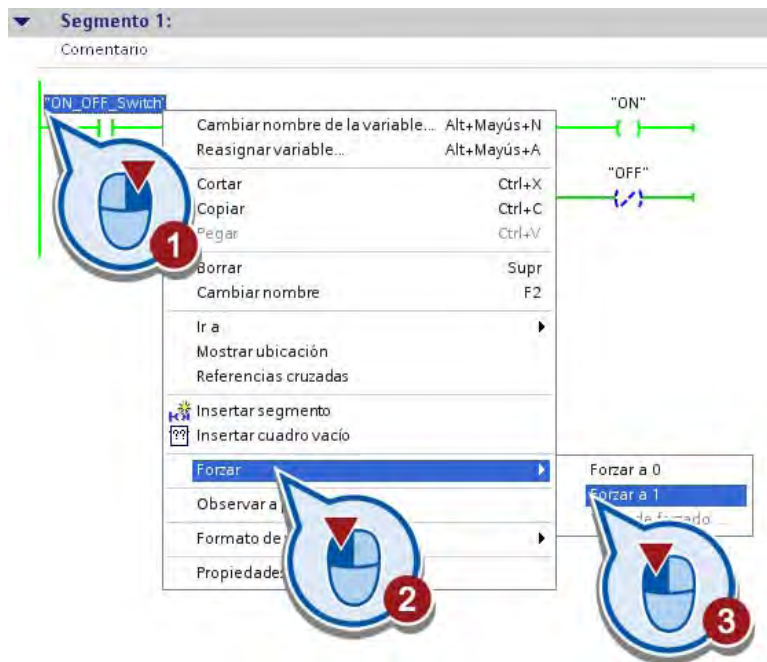 Segmento 1:
Comentario
"ON_OFF_Switch"
"ON"
"OFF"
Cambiar nombre de la variable... Alt+Mayús+N
Reasignar variable... Alt+Mayús+A
Cortar Ctrl+X
Copiar Ctrl+C
Pegar Ctrl+V
Borrar Supr
Cambiar nombre F2
Ir a
Mostrar ubicación
Referencias cruzadas
Insertar segmento
?? Insertar cuadro vacío
Forzar
Forzar a 0
Forzar a 1
de forzado
Observar a
Formato de
Propiedades
1
2
3